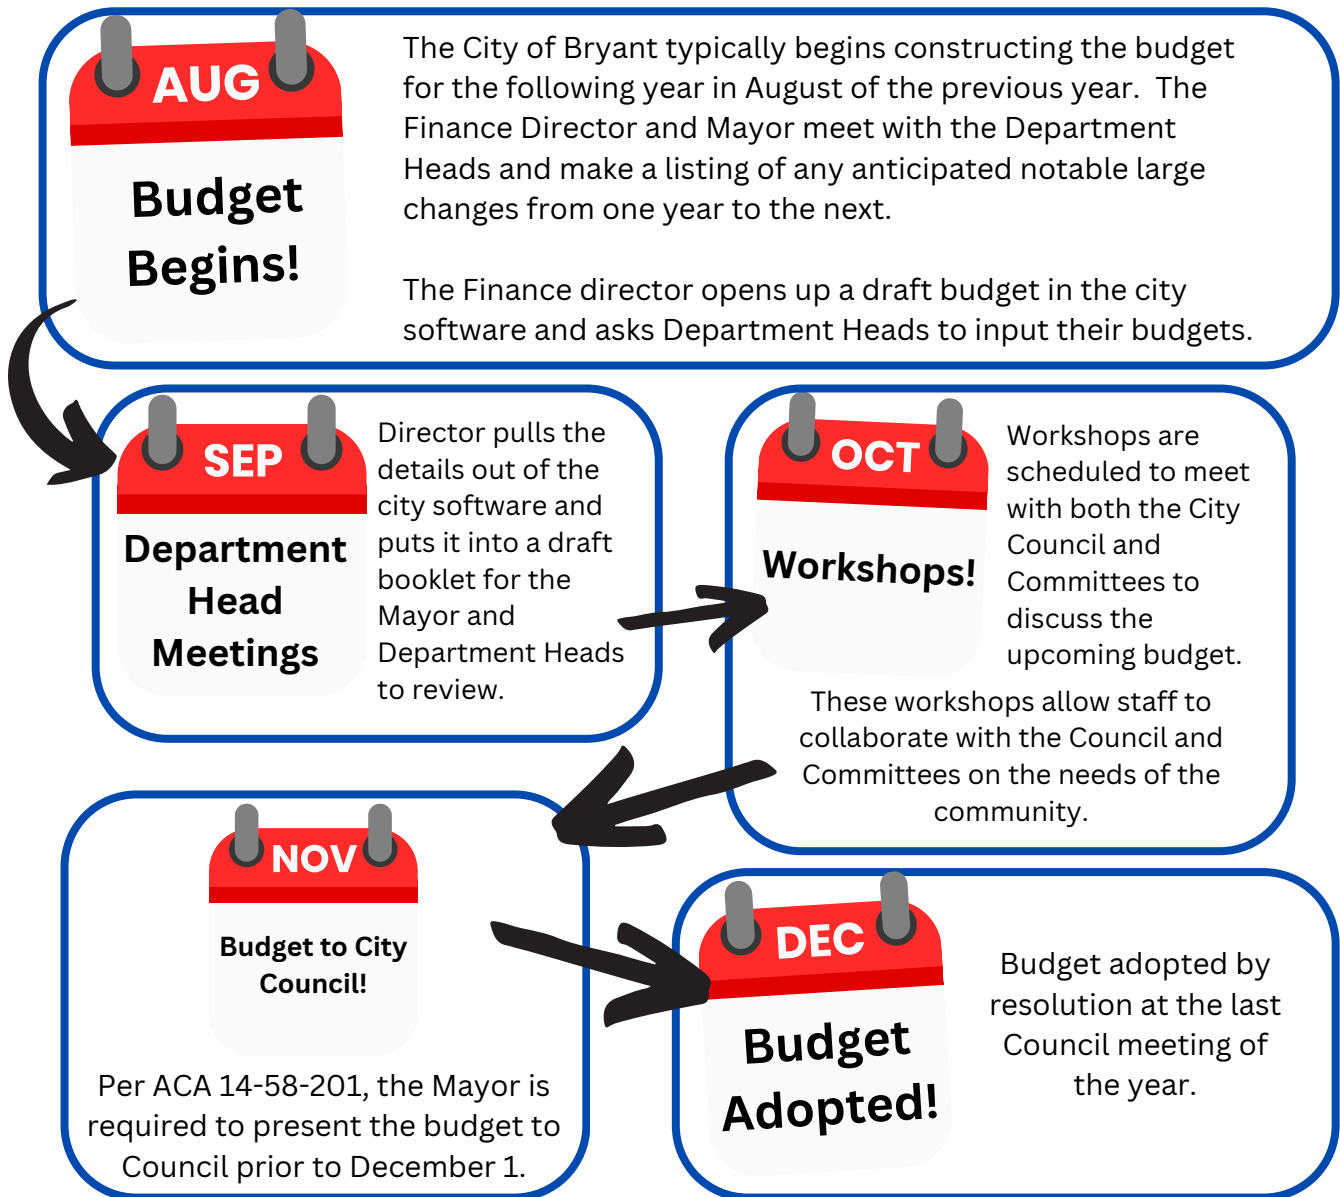 AUG
Budget
Begins!
The City of Bryant typically begins constructing the budget
for the following year in August of the previous year.  The
Finance Director and Mayor meet with the Department
Heads and make a listing of any anticipated notable large
changes from one year to the next.
The Finance director opens up a draft budget in the city
software and asks Department Heads to input their budgets.
SEP
Department
Head
Meetings
Director pulls the
details out of the
city software and
puts it into a draft
booklet for the
Mayor and
Department Heads
to review.
OCT
Workshops!
Workshops are
scheduled to meet
with both the City
Council and
Committees to
discuss the
upcoming budget.
These workshops allow staff to
collaborate with the Council and
Committees on the needs of the
community.
NOV
Budget to City
Council!
Per ACA 14-58-201, the Mayor is
required to present the budget to
Council prior to December 1.
DEC
Budget
Adopted!
Budget adopted by
resolution at the last
Council meeting of
the year.